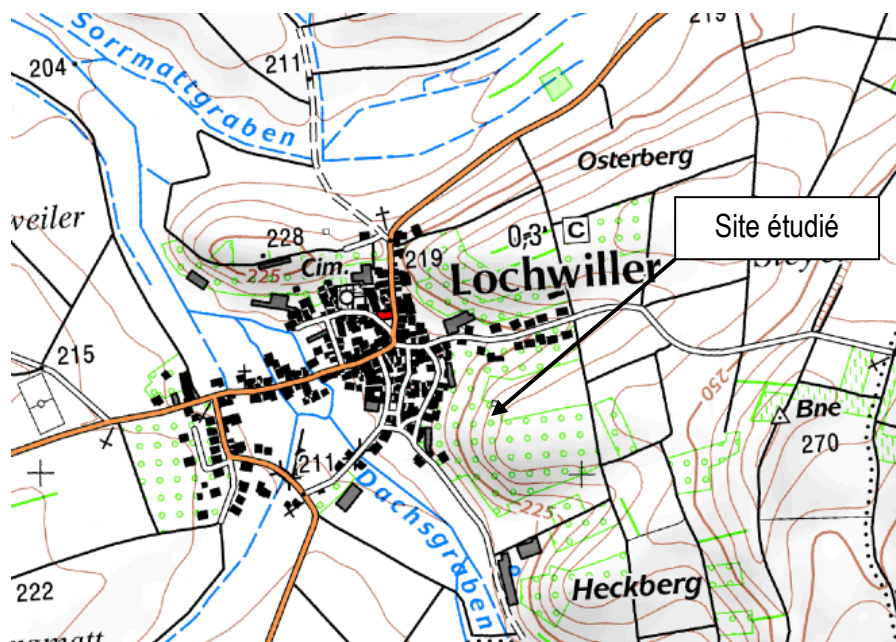 219
Sorrmattgraben
204
211
Osterberg
weiler
Site étudié
228
0,3
C
Cim.
219
225
Lochwiller
215
250
Bne
270
211
Dachsgraben
225
222
Heckberg